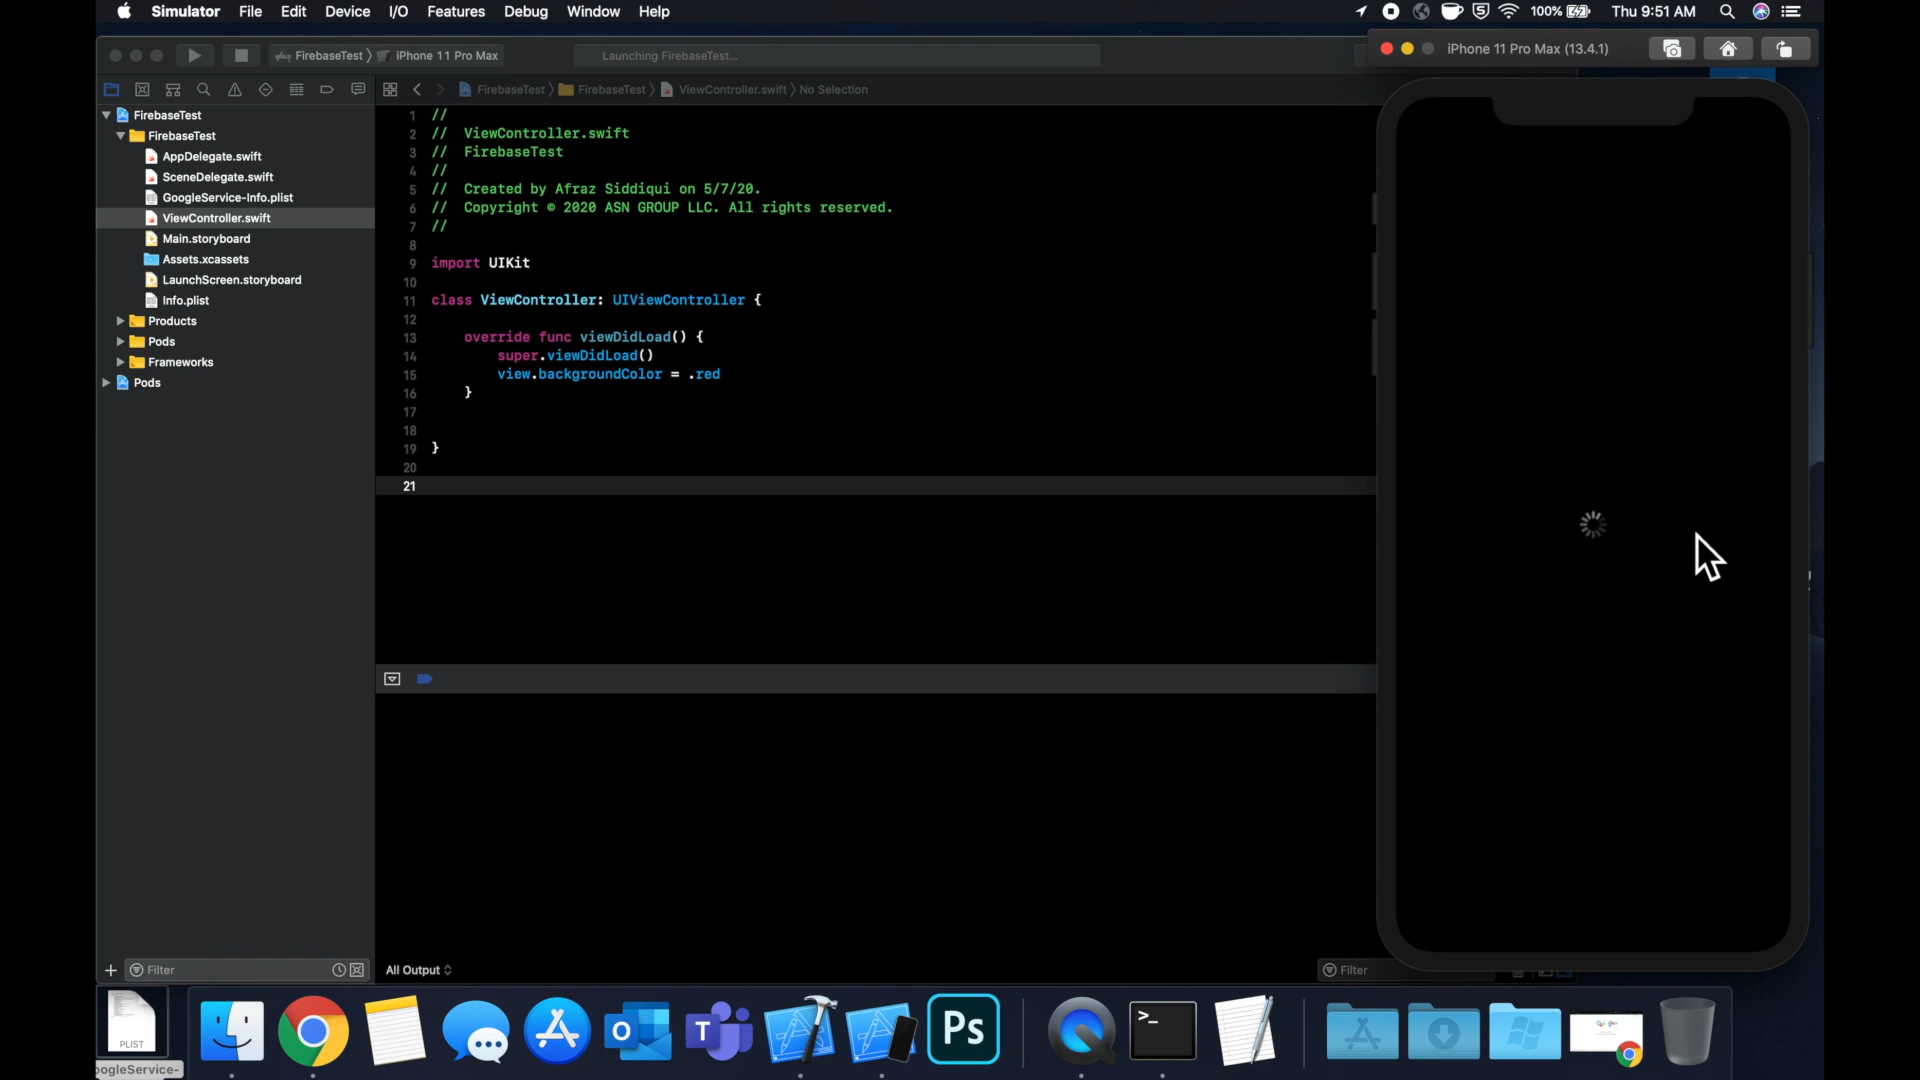 Simulator File Edit Device I/O Features Debug Window Help
100% Thu 9:51 AM
FirebaseTest iPhone 11 Pro Max
Launching FirebaseTest...
iPhone 11 Pro Max (13.4.1)
FirebaseTest FirebaseTest ViewController.swift No Selection
FirebaseTest
FirebaseTest
AppDelegate.swift
SceneDelegate.swift
GoogleService-Info.plist
ViewController.swift
Main.storyboard
Assets.xcassets
LaunchScreen.storyboard
Info.plist
Products
Pods
Frameworks
Pods
1 //
2 // ViewController.swift
3 // FirebaseTest
4 //
5 // Created by Afraz Siddiqui on 5/7/20.
6 // Copyright © 2020 ASN GROUP LLC. All rights reserved.
7 //
8
9 import UIKit
10
11 class ViewController: UIViewController {
12
13 override func viewDidLoad() {
14 super.viewDidLoad()
15 view.backgroundColor = .red
16 }
17
18
19 }
20
21
Filter
All Output
Filter
PLIST
oogleService-
O
T
Ps
>_